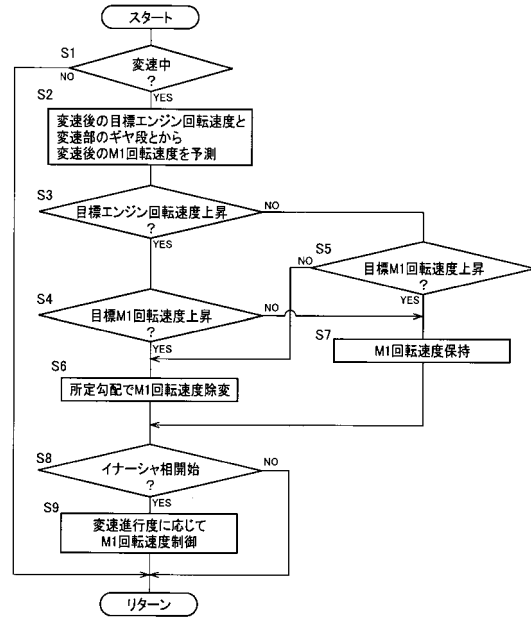 スタート
S1
変速中
?
NO
YES
S2
変速後の目標エンジン回転速度と
変速部のギヤ段とから
変速後のM1回転速度を予測
S3
目標エンジン回転速度上昇
?
NO
YES
S5
目標M1回転速度上昇
?
NO
YES
S4
目標M1回転速度上昇
?
NO
YES
S7
M1回転速度保持
S6
所定勾配でM1回転速度除変
S8
イナーシャ相開始
?
NO
YES
S9
変速進行度に応じて
M1回転速度制御
リターン